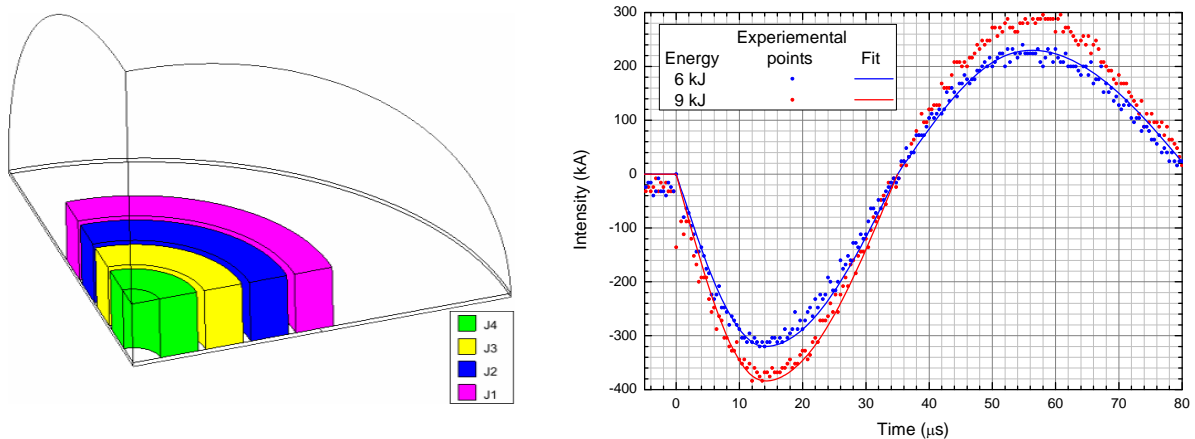 J4
J3
J2
J1
Experiemental
Energy points Fit
6 kJ
9 kJ
300
200
100
0
-100
-200
-300
-400
Intensity (kA)
0 10 20 30 40 50 60 70 80
Time (μs)